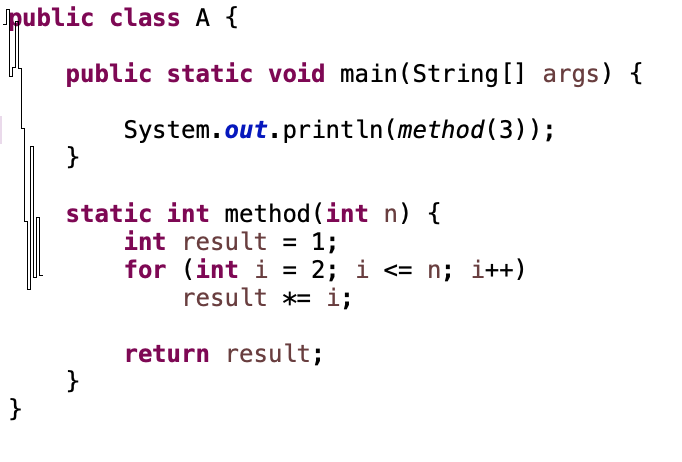 public class A {
public static void main(String[] args) {
System.out.println(method(3));
}
static int method(int n) {
int result = 1;
for (int i = 2; i <= n; i++)
result *= i;
return result;
}
}